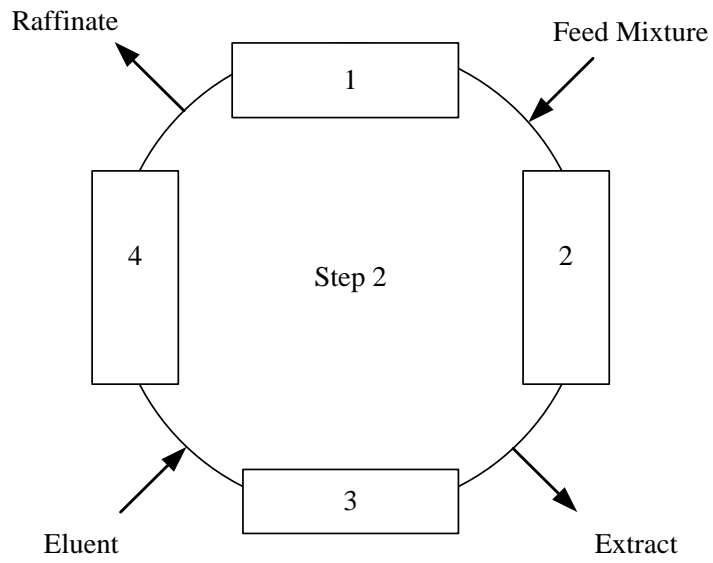 Raffinate
Feed Mixture
1
4
2
Step 2
3
Eluent
Extract